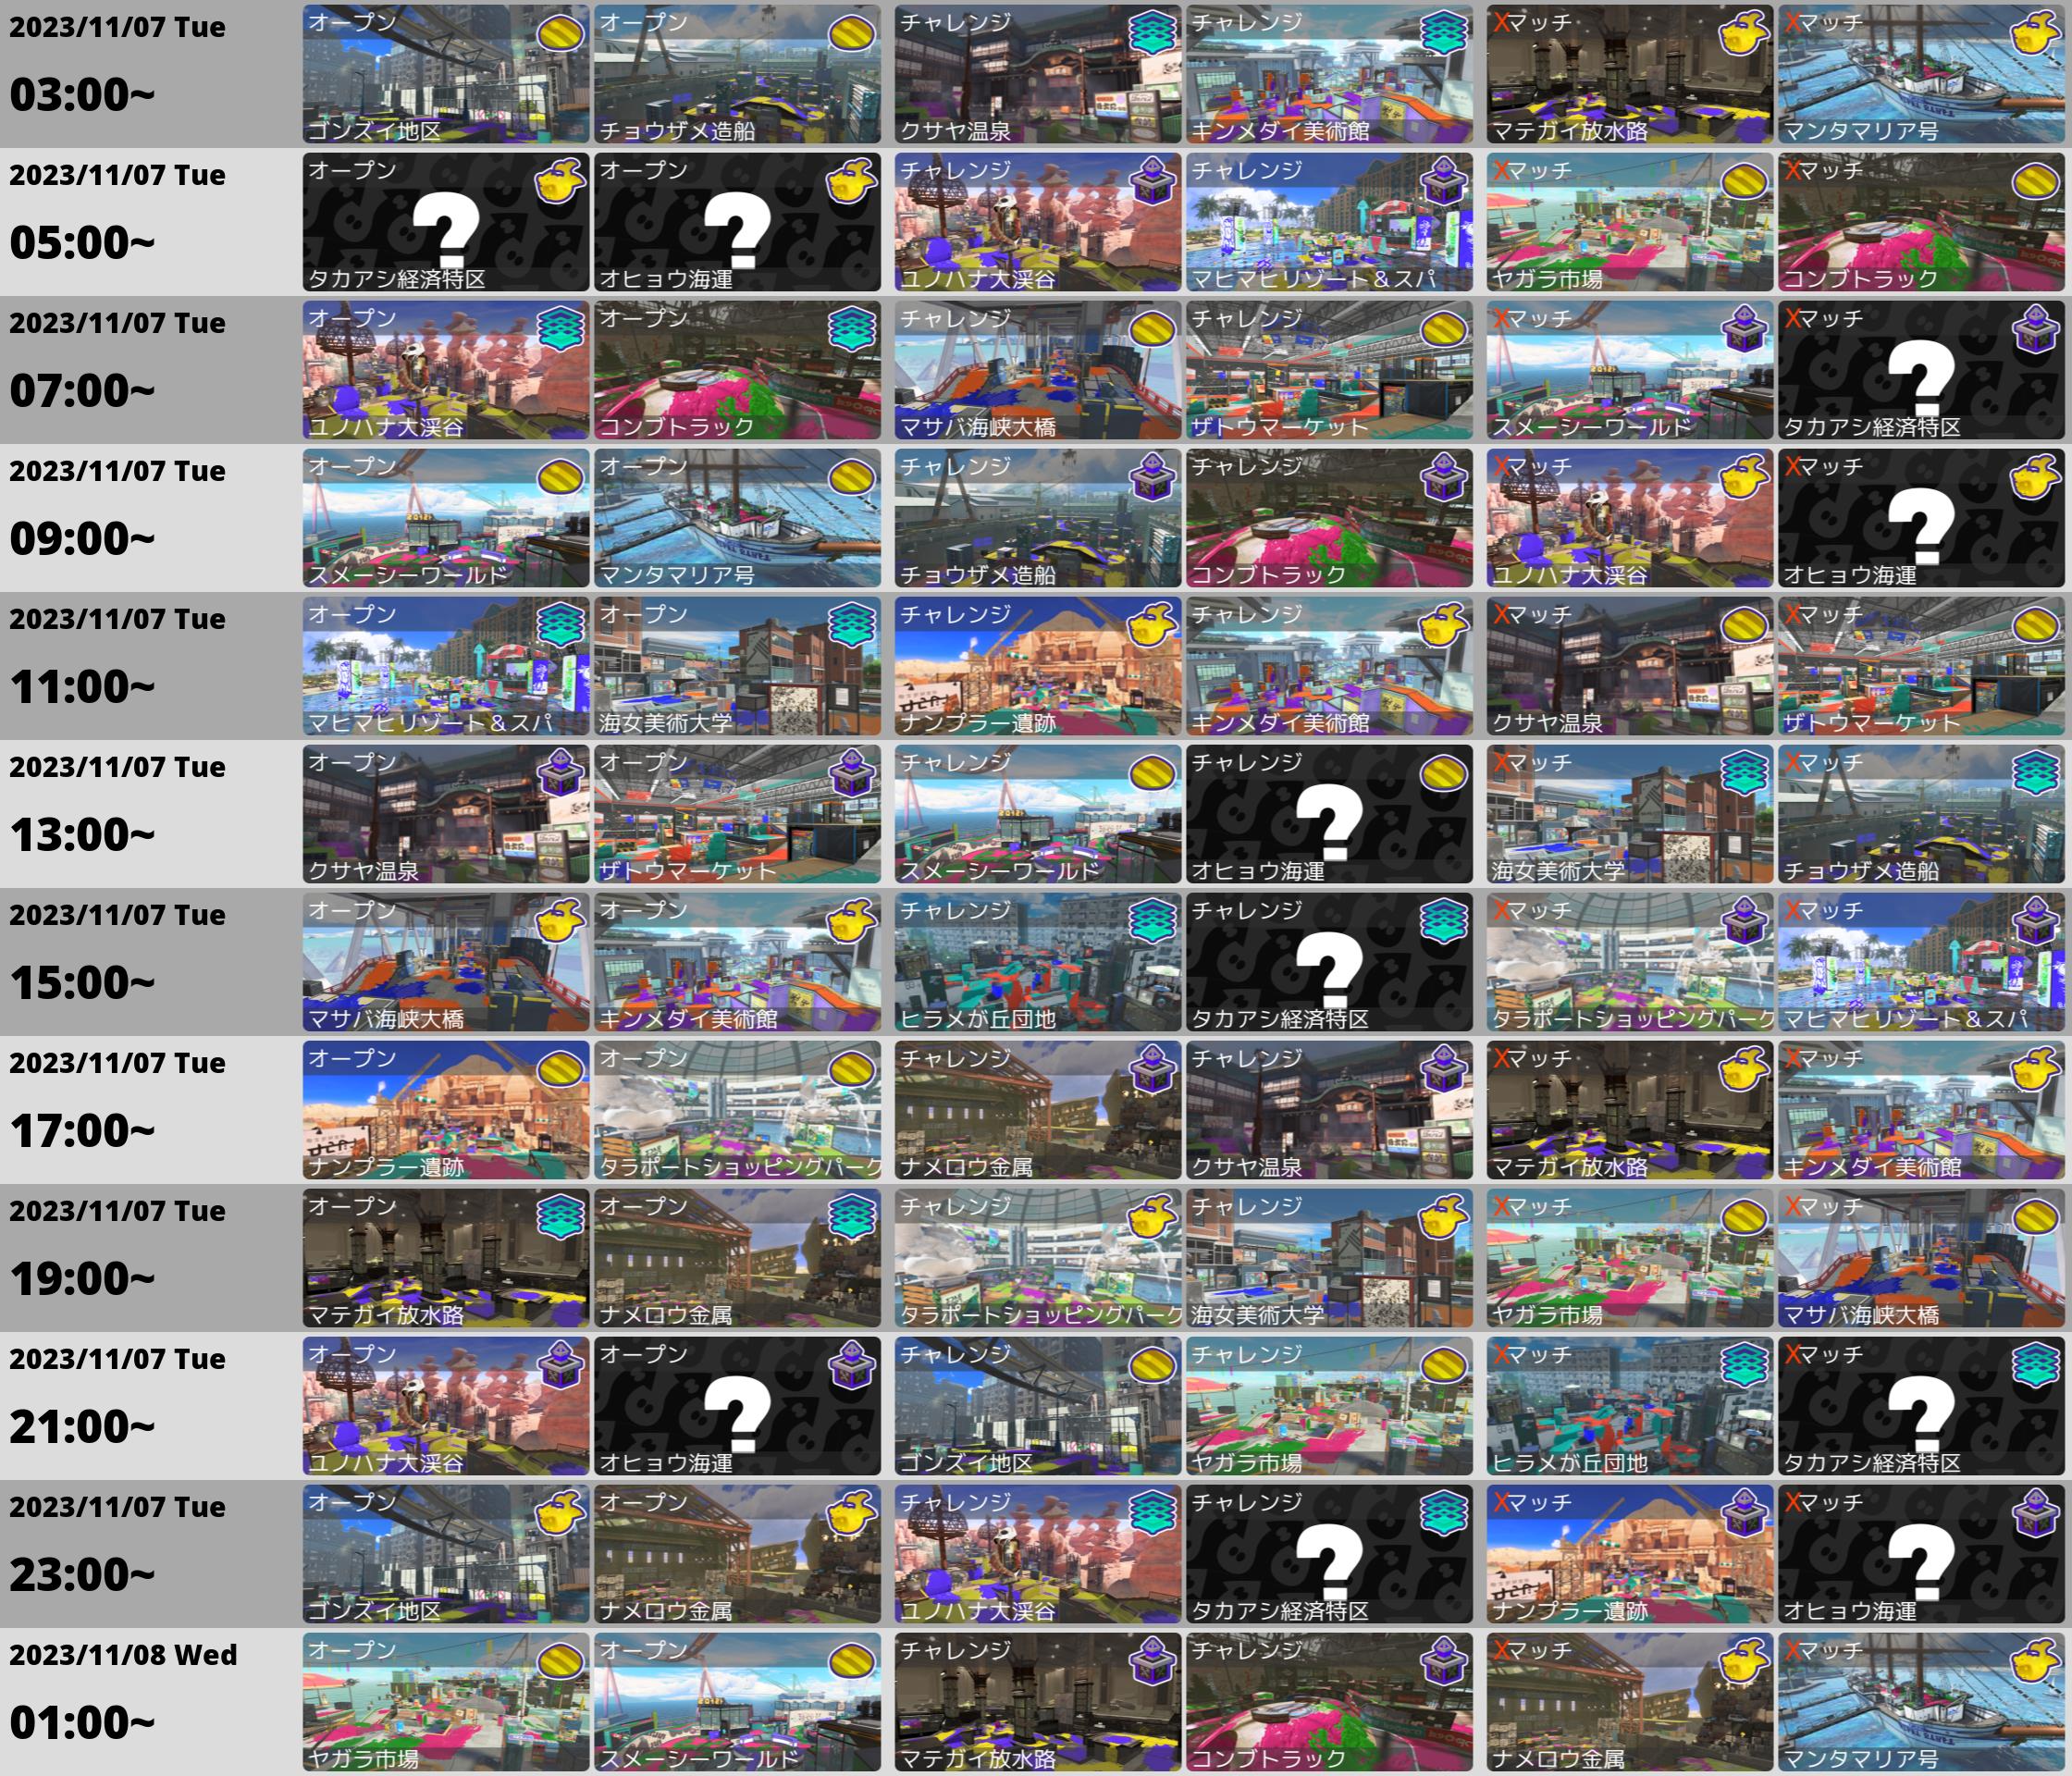 2023/11/07 Tue
03:00~
オープン オープン チャレンジ チャレンジ Xマッチ Xマッチ
ゴンズイ地区 チョウザメ造船 クサヤ温泉 キンメダイ美術館 マテガイ放水路 マンタマリア号
2023/11/07 Tue
05:00~
オープン オープン チャレンジ チャレンジ Xマッチ Xマッチ
タカアシ経済特区 オヒョウ海運 ユノハナ大渓谷 マヒマヒリゾート&スパ ヤガラ市場 コンブトラック
2023/11/07 Tue
07:00~
オープン オープン チャレンジ チャレンジ Xマッチ Xマッチ
ユノハナ大渓谷 コンブトラック マサバ海峡大橋 ザトウマーケット スメーシーワールド タカアシ経済特区
2023/11/07 Tue
09:00~
オープン オープン チャレンジ チャレンジ Xマッチ Xマッチ
スメーシーワールド マンタマリア号 チョウザメ造船 コンブトラック ユノハナ大渓谷 オヒョウ海運
2023/11/07 Tue
11:00~
オープン オープン チャレンジ チャレンジ Xマッチ Xマッチ
マヒマヒリゾート&スパ 海女美術大学 ナンプラー遺跡 キンメダイ美術館 クサヤ温泉 ザトウマーケット
2023/11/07 Tue
13:00~
オープン オープン チャレンジ チャレンジ Xマッチ Xマッチ
クサヤ温泉 ザトウマーケット スメーシーワールド オヒョウ海運 海女美術大学 チョウザメ造船
2023/11/07 Tue
15:00~
オープン オープン チャレンジ チャレンジ Xマッチ Xマッチ
マサバ海峡大橋 キンメダイ美術館 ヒラメが丘団地 タカアシ経済特区 タラポートショッピングパーク マヒマヒリゾート&スパ
2023/11/07 Tue
17:00~
オープン オープン チャレンジ チャレンジ Xマッチ Xマッチ
ナンプラー遺跡 タラポートショッピングパーク ナメロウ金属 クサヤ温泉 マテガイ放水路 キンメダイ美術館
2023/11/07 Tue
19:00~
オープン オープン チャレンジ チャレンジ Xマッチ Xマッチ
マテガイ放水路 ナメロウ金属 タラポートショッピングパーク 海女美術大学 ヤガラ市場 マサバ海峡大橋
2023/11/07 Tue
21:00~
オープン オープン チャレンジ チャレンジ Xマッチ Xマッチ
ユノハナ大渓谷 オヒョウ海運 ゴンズイ地区 ヤガラ市場 ヒラメが丘団地 タカアシ経済特区
2023/11/07 Tue
23:00~
オープン オープン チャレンジ チャレンジ Xマッチ Xマッチ
ゴンズイ地区 ナメロウ金属 ユノハナ大渓谷 タカアシ経済特区 ナンプラー遺跡 オヒョウ海運
2023/11/08 Wed
01:00~
オープン オープン チャレンジ チャレンジ Xマッチ Xマッチ
ヤガラ市場 スメーシーワールド マテガイ放水路 コンブトラック ナメロウ金属 マンタマリア号